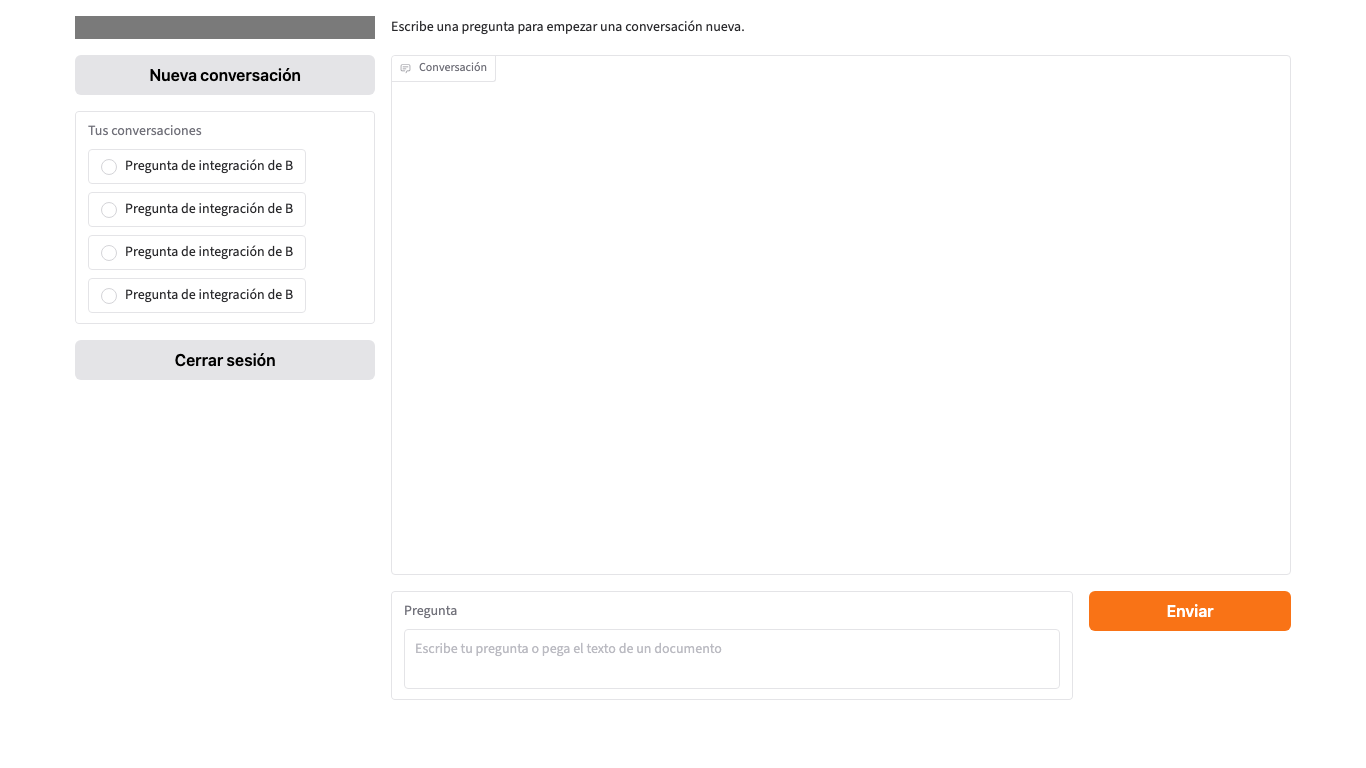 Escribe una pregunta para empezar una conversación nueva.
Nueva conversación
Tus conversaciones
Pregunta de integración de B
Pregunta de integración de B
Pregunta de integración de B
Pregunta de integración de B
Cerrar sesión
Conversación
Pregunta
Escribe tu pregunta o pega el texto de un documento
Enviar